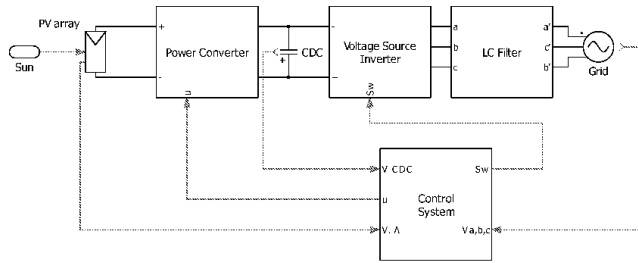 PV array
Sun
+
-
Power Converter
u
+
CDC
-
-
Voltage Source
Inverter
Sw
a
b
c
LC Filter
a'
c'
b'
Grid
V CDC
u
V, A
Control
System
Sw
Va,b,c